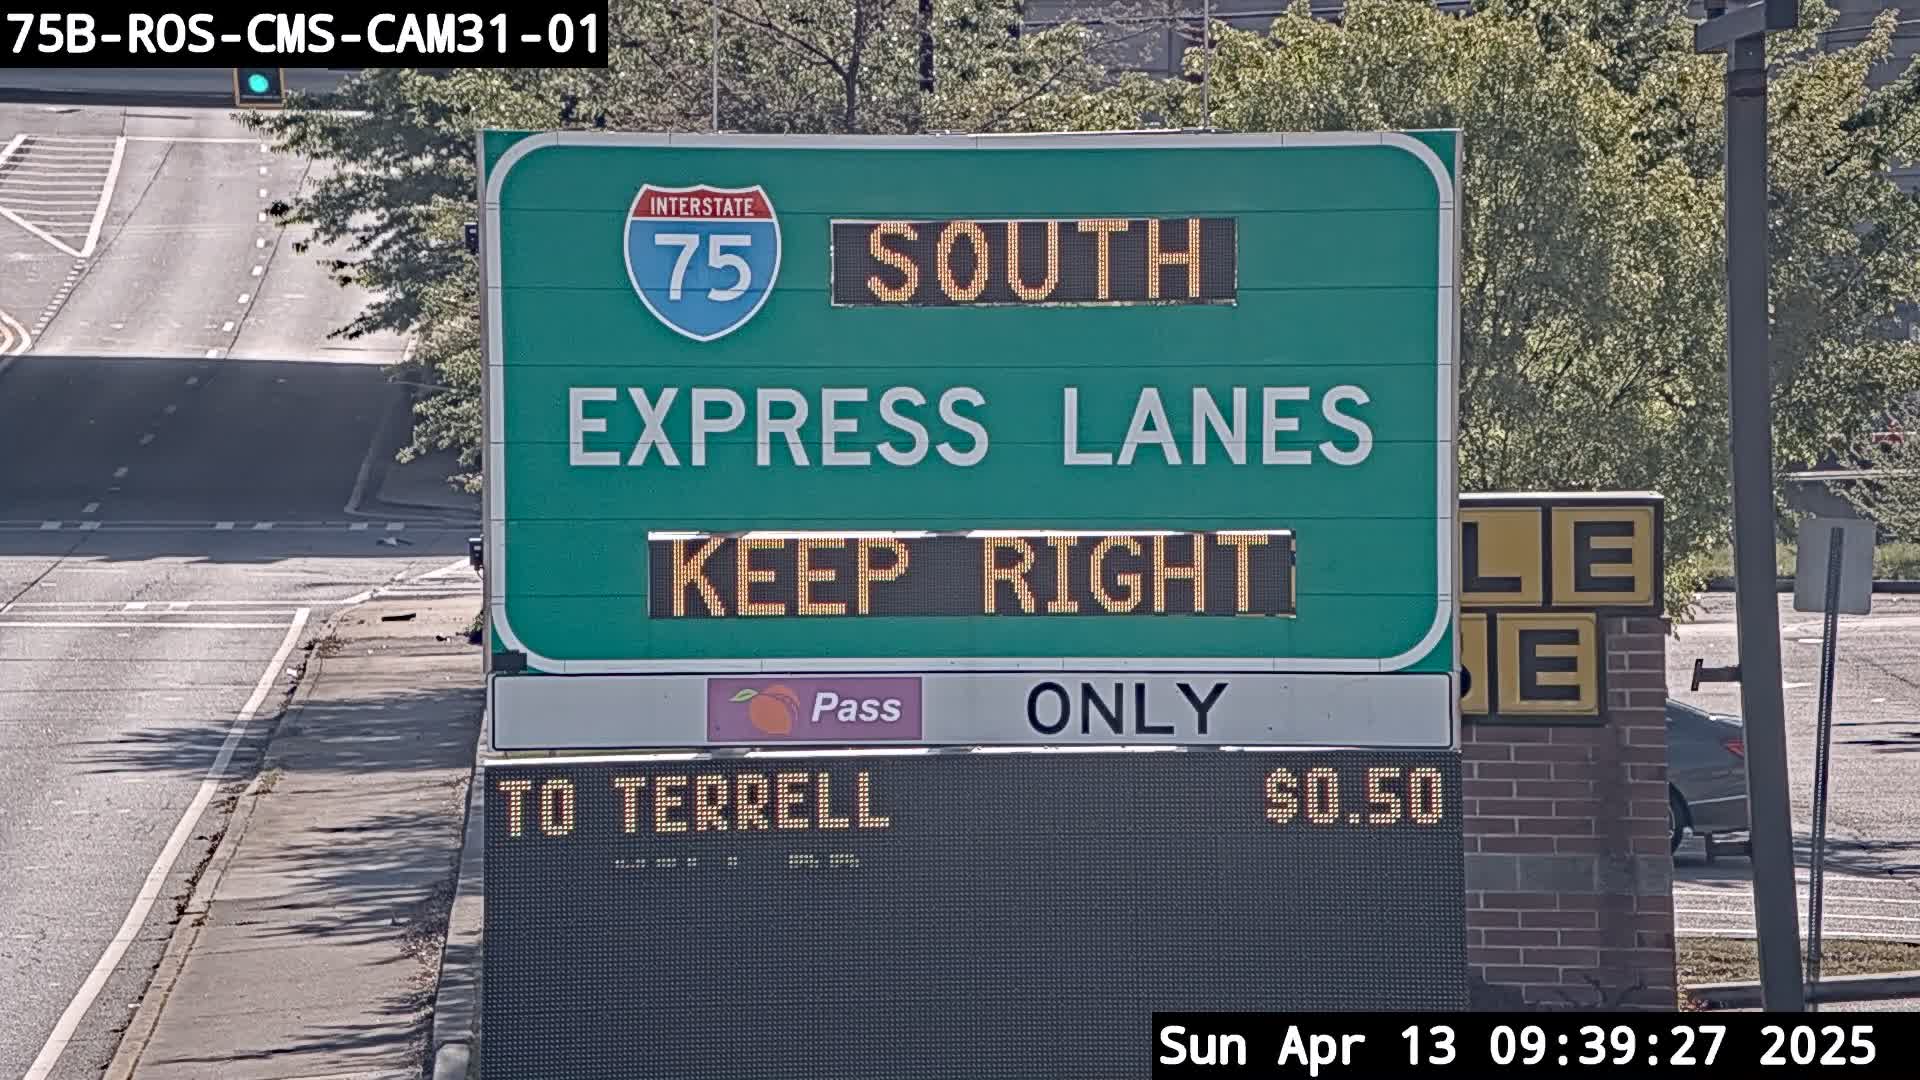 75B-ROS-CMS-CAM31-01
INTERSTATE
75
SOUTH
EXPRESS LANES
KEEP RIGHT
LE
E
Pass ONLY
TO TERRELL $0.50
Sun Apr 13 09:39:27 2025